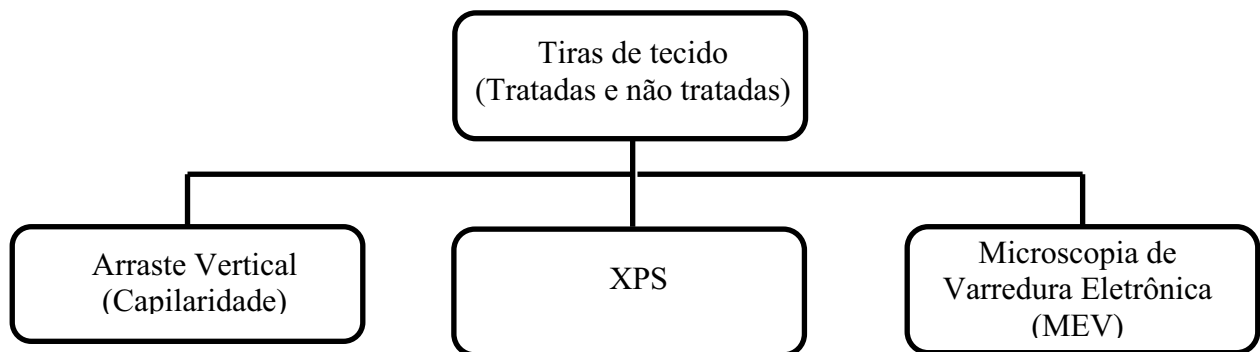 Tiras de tecido
(Tratadas e não tratadas)
Arraste Vertical
(Capilaridade)
XPS
Microscopia de
Varredura Eletrônica
(MEV)